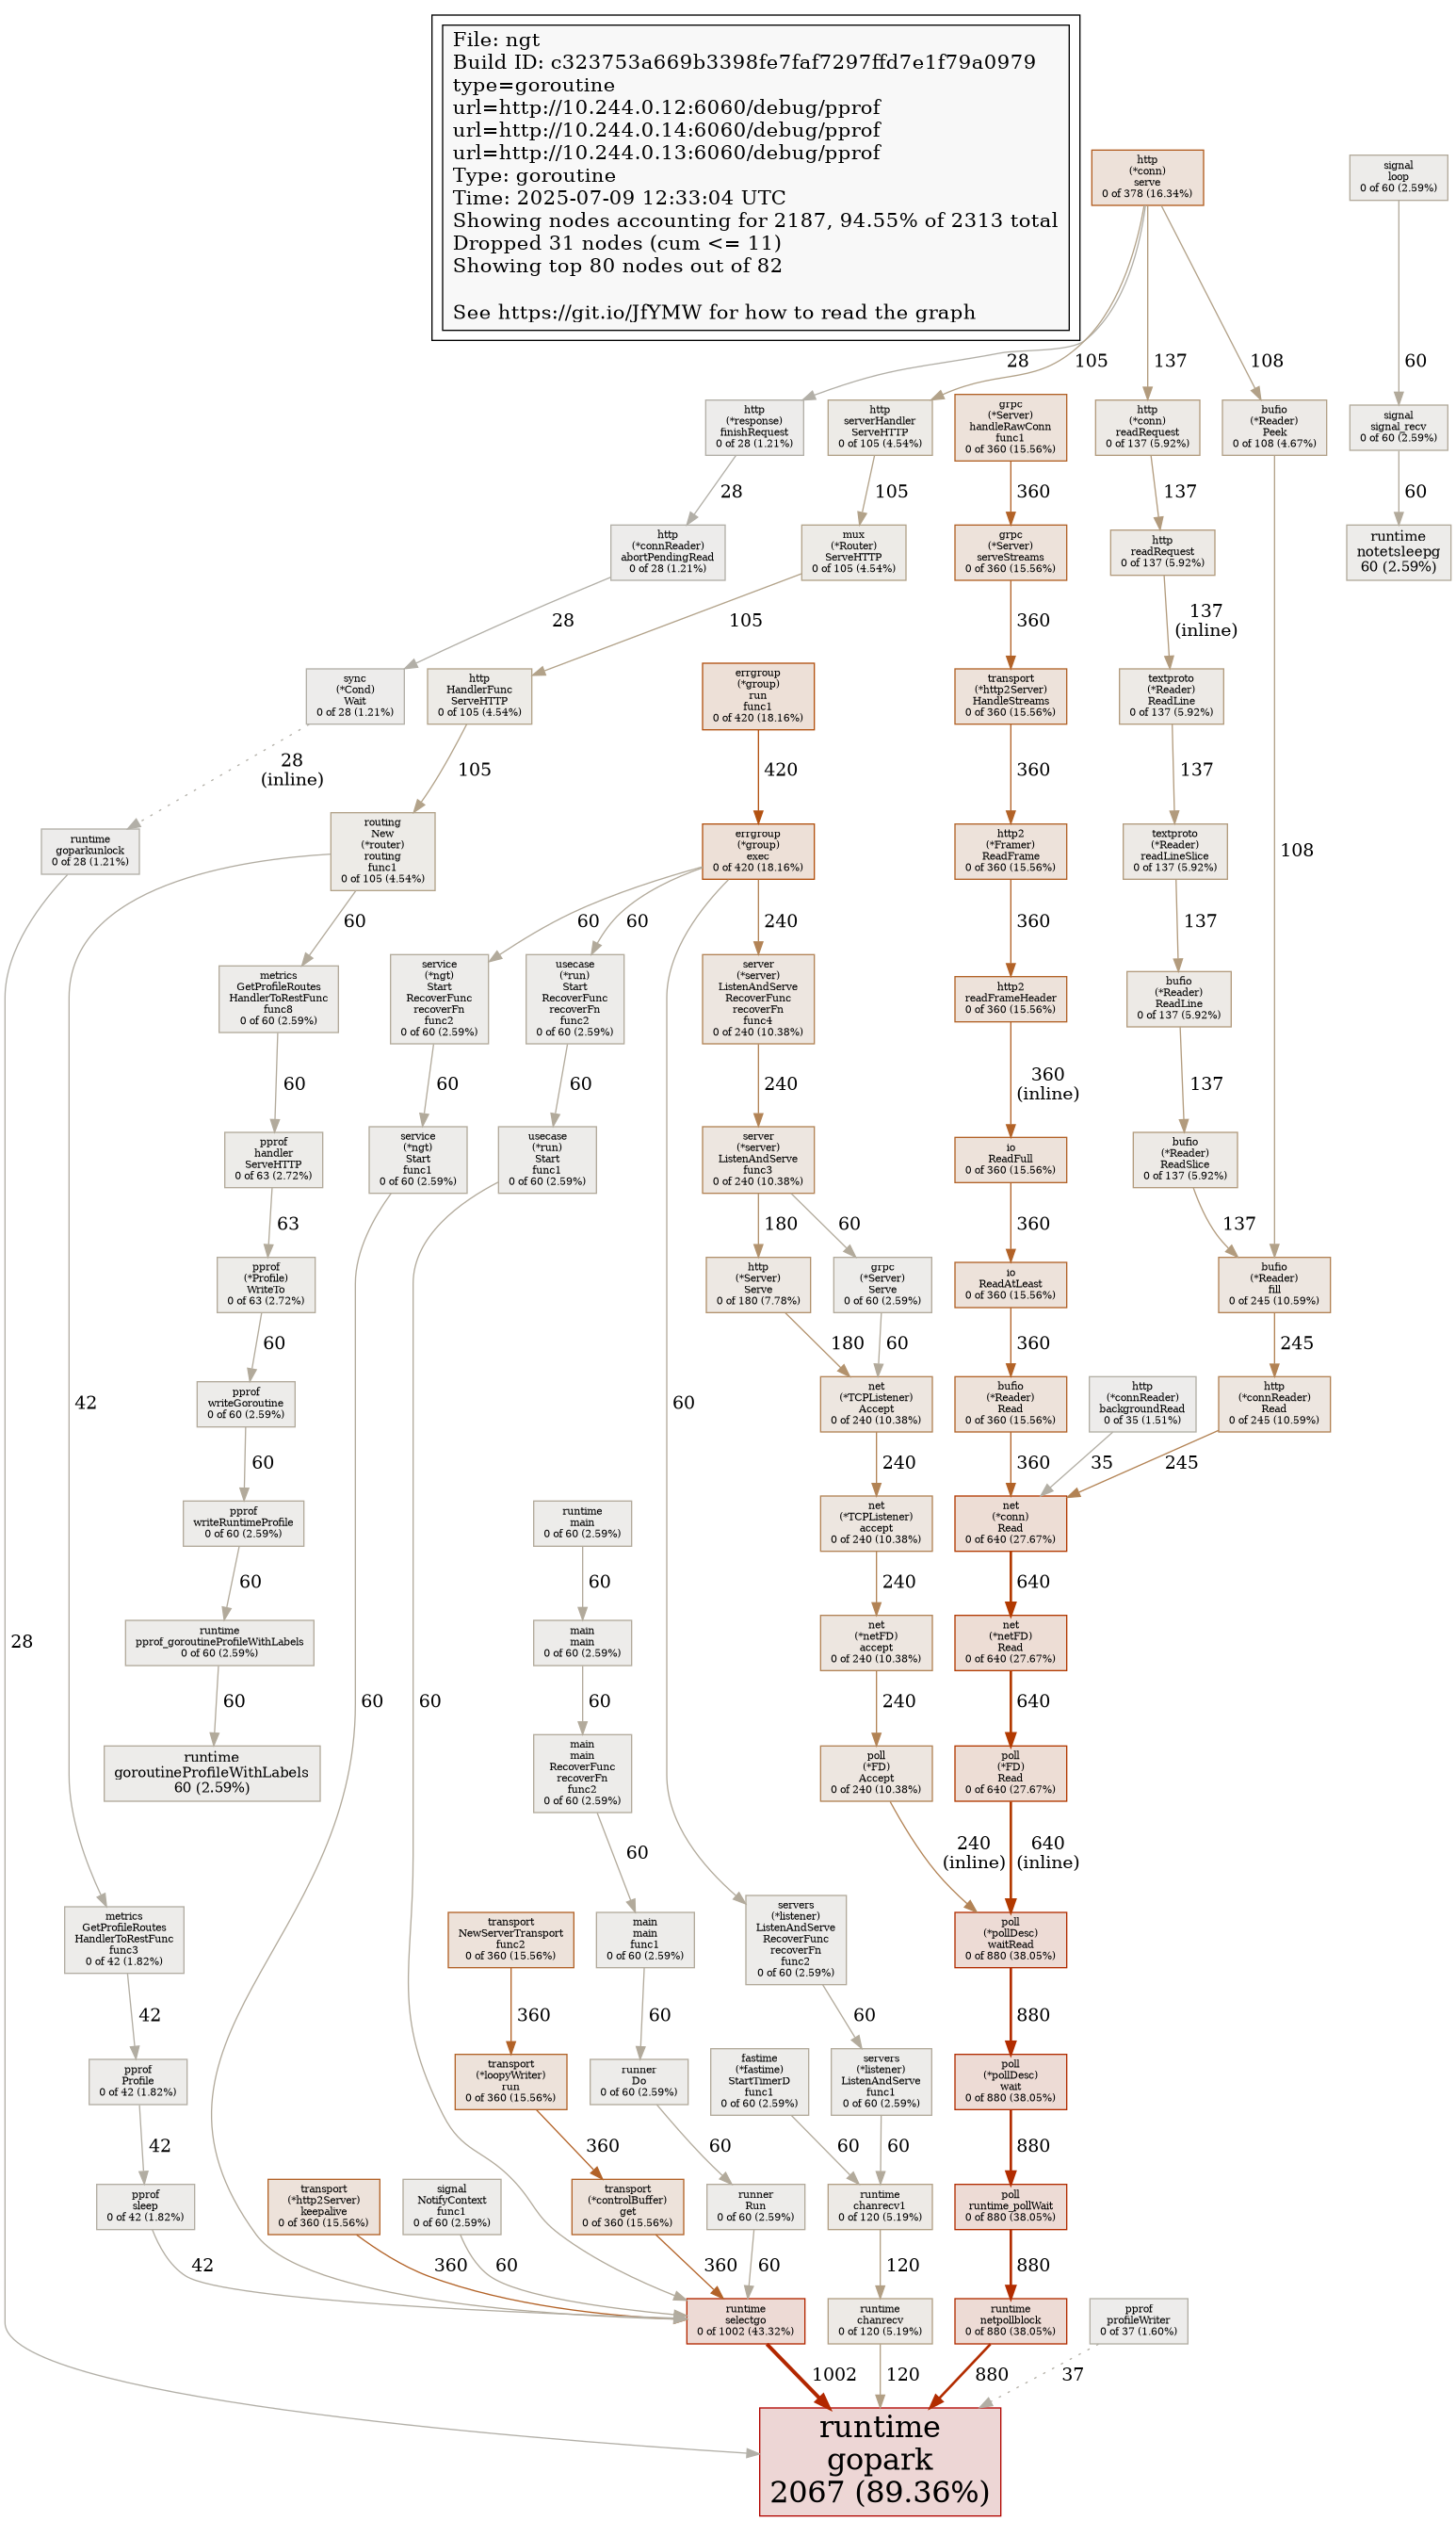 File: ngt
Build ID: c323753a669b3398fe7faf7297ffd7e1f79a0979
type=goroutine
url=http://10.244.0.12:6060/debug/pprof
url=http://10.244.0.14:6060/debug/pprof
url=http://10.244.0.13:6060/debug/pprof
Type: goroutine
Time: 2025-07-09 12:33:04 UTC
Showing nodes accounting for 2187, 94.55% of 2313 total
Dropped 31 nodes (cum <= 11)
Showing top 80 nodes out of 82
See https://git.io/JfYMW for how to read the graph
http
(*conn)
serve
0 of 378 (16.34%)
signal
loop
0 of 60 (2.59%)
28
105
137
108
60
http
(*response)
finishRequest
0 of 28 (1.21%)
http
serverHandler
ServeHTTP
0 of 105 (4.54%)
grpc
(*Server)
handleRawConn
func1
0 of 360 (15.56%)
http
(*conn)
readRequest
0 of 137 (5.92%)
bufio
(*Reader)
Peek
0 of 108 (4.67%)
signal
signal_recv
0 of 60 (2.59%)
28
105
360
137
60
http
(*connReader)
abortPendingRead
0 of 28 (1.21%)
mux
(*Router)
ServeHTTP
0 of 105 (4.54%)
grpc
(*Server)
serveStreams
0 of 360 (15.56%)
http
readRequest
0 of 137 (5.92%)
runtime
notetsleepg
60 (2.59%)
28
105
360
137
(inline)
sync
(*Cond)
Wait
0 of 28 (1.21%)
http
HandlerFunc
ServeHTTP
0 of 105 (4.54%)
errgroup
(*group)
run
func1
0 of 420 (18.16%)
transport
(*http2Server)
HandleStreams
0 of 360 (15.56%)
textproto
(*Reader)
ReadLine
0 of 137 (5.92%)
28
(inline)
105
420
360
137
runtime
goparkunlock
0 of 28 (1.21%)
routing
New
(*router)
routing
func1
0 of 105 (4.54%)
errgroup
(*group)
exec
0 of 420 (18.16%)
http2
(*Framer)
ReadFrame
0 of 360 (15.56%)
textproto
(*Reader)
readLineSlice
0 of 137 (5.92%)
108
60
60
60
240
360
137
metrics
GetProfileRoutes
HandlerToRestFunc
func8
0 of 60 (2.59%)
service
(*ngt)
Start
RecoverFunc
recoverFn
func2
0 of 60 (2.59%)
usecase
(*run)
Start
RecoverFunc
recoverFn
func2
0 of 60 (2.59%)
server
(*server)
ListenAndServe
RecoverFunc
recoverFn
func4
0 of 240 (10.38%)
http2
readFrameHeader
0 of 360 (15.56%)
bufio
(*Reader)
ReadLine
0 of 137 (5.92%)
60
60
60
240
360
(inline)
137
pprof
handler
ServeHTTP
0 of 63 (2.72%)
service
(*ngt)
Start
func1
0 of 60 (2.59%)
usecase
(*run)
Start
func1
0 of 60 (2.59%)
server
(*server)
ListenAndServe
func3
0 of 240 (10.38%)
io
ReadFull
0 of 360 (15.56%)
bufio
(*Reader)
ReadSlice
0 of 137 (5.92%)
63
180
60
360
137
pprof
(*Profile)
WriteTo
0 of 63 (2.72%)
http
(*Server)
Serve
0 of 180 (7.78%)
grpc
(*Server)
Serve
0 of 60 (2.59%)
io
ReadAtLeast
0 of 360 (15.56%)
bufio
(*Reader)
fill
0 of 245 (10.59%)
60
180
60
360
245
42
60
pprof
writeGoroutine
0 of 60 (2.59%)
net
(*TCPListener)
Accept
0 of 240 (10.38%)
bufio
(*Reader)
Read
0 of 360 (15.56%)
http
(*connReader)
backgroundRead
0 of 35 (1.51%)
http
(*connReader)
Read
0 of 245 (10.59%)
60
240
360
35
245
pprof
writeRuntimeProfile
0 of 60 (2.59%)
runtime
main
0 of 60 (2.59%)
net
(*TCPListener)
accept
0 of 240 (10.38%)
net
(*conn)
Read
0 of 640 (27.67%)
60
60
240
640
runtime
pprof_goroutineProfileWithLabels
0 of 60 (2.59%)
main
main
0 of 60 (2.59%)
net
(*netFD)
accept
0 of 240 (10.38%)
net
(*netFD)
Read
0 of 640 (27.67%)
28
60
60
60
60
240
640
runtime
goroutineProfileWithLabels
60 (2.59%)
main
main
RecoverFunc
recoverFn
func2
0 of 60 (2.59%)
poll
(*FD)
Accept
0 of 240 (10.38%)
poll
(*FD)
Read
0 of 640 (27.67%)
60
240
(inline)
640
(inline)
metrics
GetProfileRoutes
HandlerToRestFunc
func3
0 of 42 (1.82%)
transport
NewServerTransport
func2
0 of 360 (15.56%)
main
main
func1
0 of 60 (2.59%)
servers
(*listener)
ListenAndServe
RecoverFunc
recoverFn
func2
0 of 60 (2.59%)
poll
(*pollDesc)
waitRead
0 of 880 (38.05%)
42
360
60
60
880
pprof
Profile
0 of 42 (1.82%)
transport
(*loopyWriter)
run
0 of 360 (15.56%)
runner
Do
0 of 60 (2.59%)
fastime
(*fastime)
StartTimerD
func1
0 of 60 (2.59%)
servers
(*listener)
ListenAndServe
func1
0 of 60 (2.59%)
poll
(*pollDesc)
wait
0 of 880 (38.05%)
42
360
60
60
60
880
pprof
sleep
0 of 42 (1.82%)
transport
(*http2Server)
keepalive
0 of 360 (15.56%)
signal
NotifyContext
func1
0 of 60 (2.59%)
transport
(*controlBuffer)
get
0 of 360 (15.56%)
runner
Run
0 of 60 (2.59%)
runtime
chanrecv1
0 of 120 (5.19%)
poll
runtime_pollWait
0 of 880 (38.05%)
42
360
60
360
60
120
880
runtime
selectgo
0 of 1002 (43.32%)
runtime
chanrecv
0 of 120 (5.19%)
runtime
netpollblock
0 of 880 (38.05%)
pprof
profileWriter
0 of 37 (1.60%)
1002
120
880
37
runtime
gopark
2067 (89.36%)